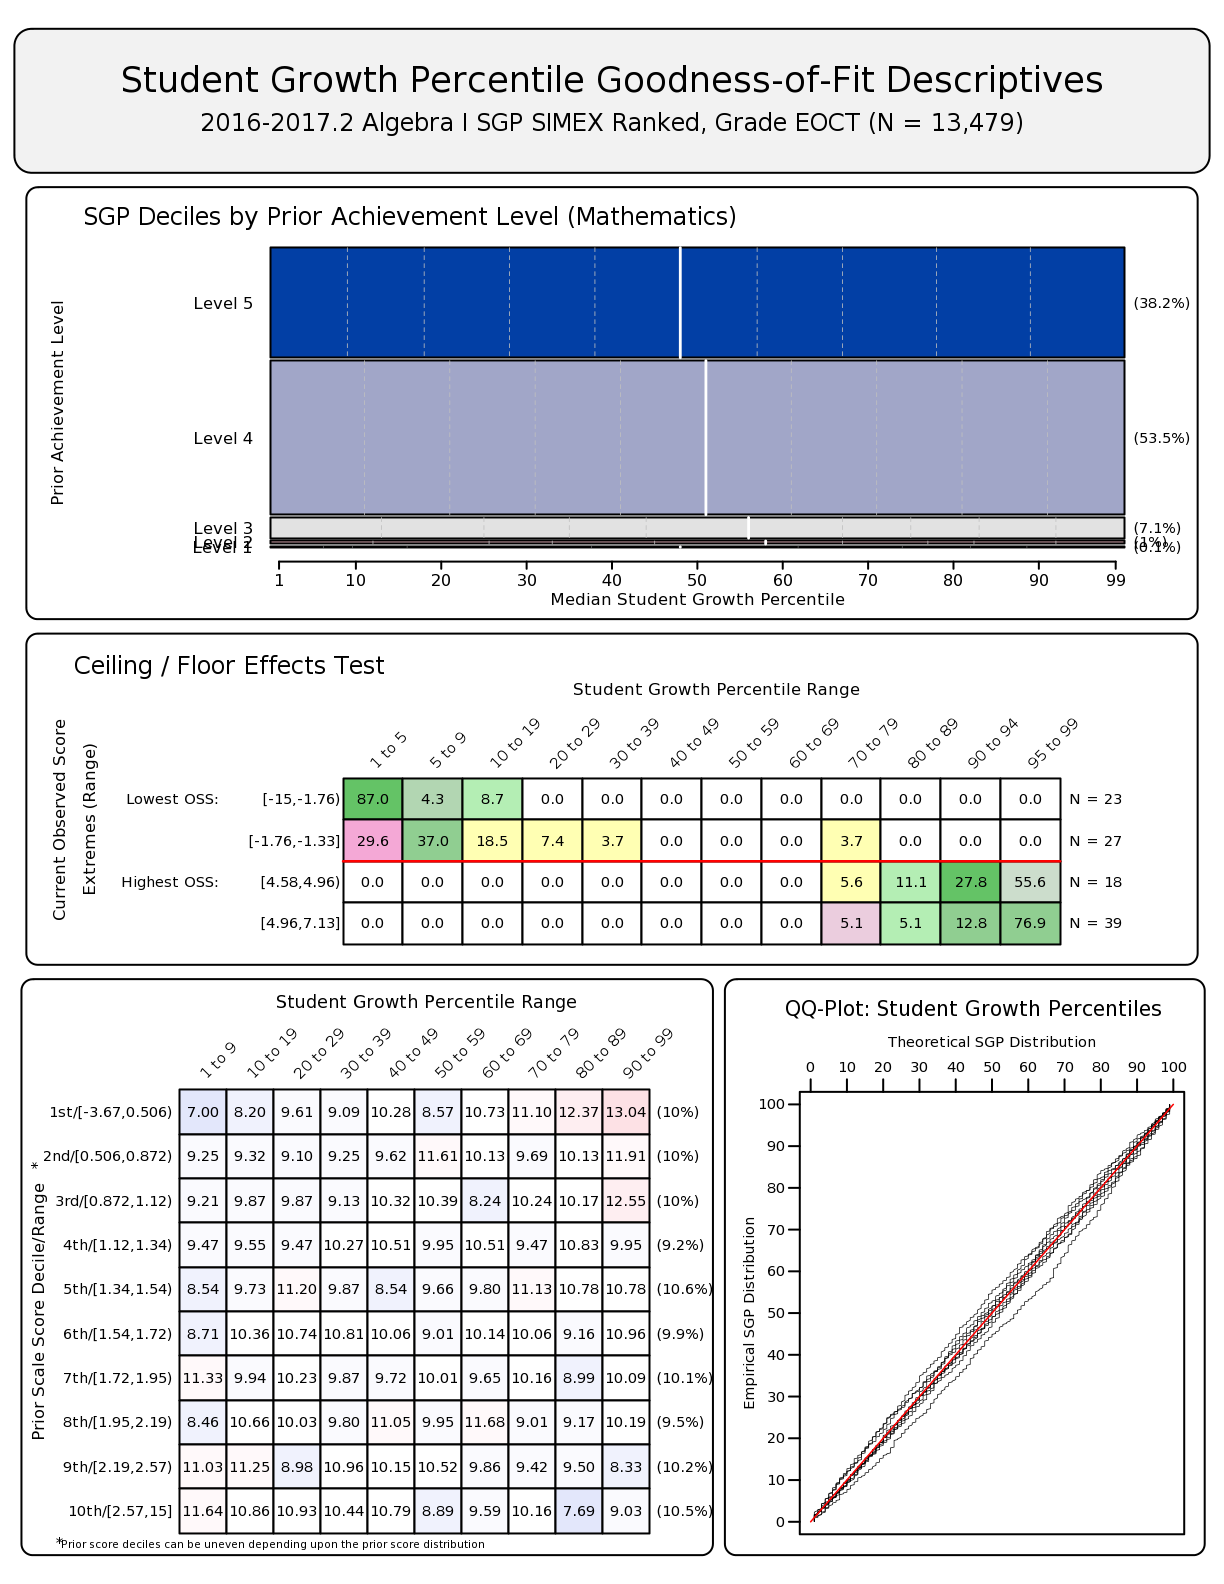 Student Growth Percentile Goodness-of-Fit Descriptives
2016-2017.2 Algebra I SGP SIMEX Ranked, Grade EOCT (N = 13,479)
SGP Deciles by Prior Achievement Level (Mathematics)
Prior Achievement Level
Level 5 (38.2%)
Level 4 (53.5%)
Level 3 (7.1%)
Level 2 (1%)
Level 1 (0.1%)
1 10 20 30 40 50 60 70 80 90 99
Median Student Growth Percentile
Ceiling / Floor Effects Test
Student Growth Percentile Range
Current Observed Score
Extremes (Range)
1 to 5 5 to 9 10 to 19 20 to 29 30 to 39 40 to 49 50 to 59 60 to 69 70 to 79 80 to 89 90 to 94 95 to 99
Lowest OSS: [-15,-1.76) 87.0 4.3 8.7 0.0 0.0 0.0 0.0 0.0 0.0 0.0 0.0 0.0 N = 23
[-1.76,-1.33] 29.6 37.0 18.5 7.4 3.7 0.0 0.0 0.0 3.7 0.0 0.0 0.0 N = 27
Highest OSS: [4.58,4.96) 0.0 0.0 0.0 0.0 0.0 0.0 0.0 0.0 5.6 11.1 27.8 55.6 N = 18
[4.96,7.13] 0.0 0.0 0.0 0.0 0.0 0.0 0.0 0.0 5.1 5.1 12.8 76.9 N = 39
Student Growth Percentile Range
Prior Scale Score Decile/Range *
1 to 9 10 to 19 20 to 29 30 to 39 40 to 49 50 to 59 60 to 69 70 to 79 80 to 89 90 to 99
1st/[-3.67,0.506) 7.00 8.20 9.61 9.09 10.28 8.57 10.73 11.10 12.37 13.04 (10%)
2nd/[0.506,0.872) 9.25 9.32 9.10 9.25 9.62 11.61 10.13 9.69 10.13 11.91 (10%)
3rd/[0.872,1.12) 9.21 9.87 9.87 9.13 10.32 10.39 8.24 10.24 10.17 12.55 (10%)
4th/[1.12,1.34) 9.47 9.55 9.47 10.27 10.51 9.95 10.51 9.47 10.83 9.95 (9.2%)
5th/[1.34,1.54) 8.54 9.73 11.20 9.87 8.54 9.66 9.80 11.13 10.78 10.78 (10.6%)
6th/[1.54,1.72) 8.71 10.36 10.74 10.81 10.06 9.01 10.14 10.06 9.16 10.96 (9.9%)
7th/[1.72,1.95) 11.33 9.94 10.23 9.87 9.72 10.01 9.65 10.16 8.99 10.09 (10.1%)
8th/[1.95,2.19) 8.46 10.66 10.03 9.80 11.05 9.95 11.68 9.01 9.17 10.19 (9.5%)
9th/[2.19,2.57) 11.03 11.25 8.98 10.96 10.15 10.52 9.86 9.42 9.50 8.33 (10.2%)
10th/[2.57,15] 11.64 10.86 10.93 10.44 10.79 8.89 9.59 10.16 7.69 9.03 (10.5%)
*Prior score deciles can be uneven depending upon the prior score distribution
QQ-Plot: Student Growth Percentiles
Theoretical SGP Distribution
0 10 20 30 40 50 60 70 80 90 100
Empirical SGP Distribution
100
90
80
70
60
50
40
30
20
10
0